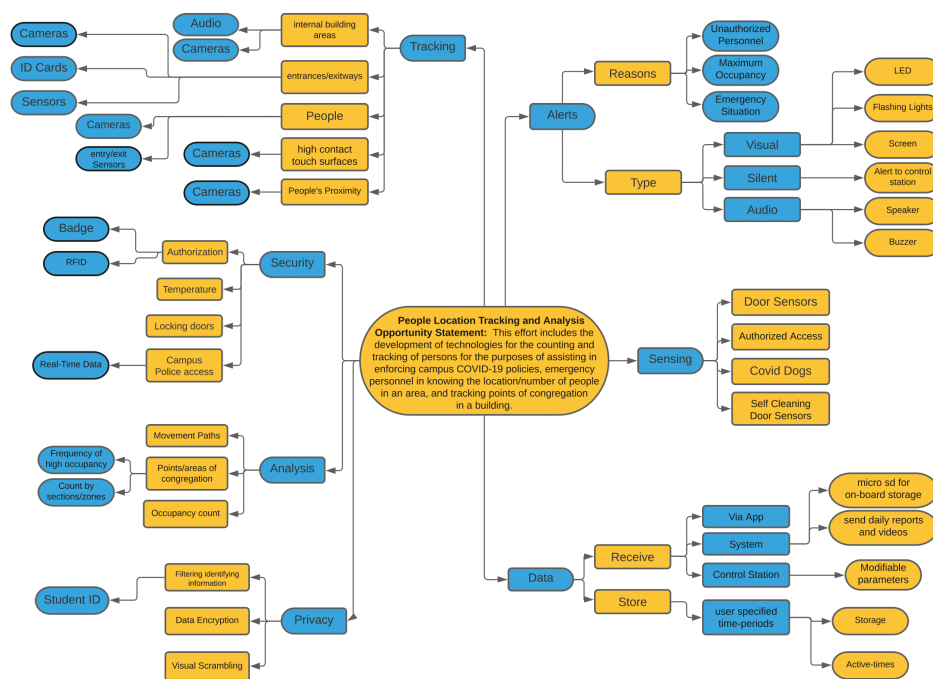 Cameras
Audio
internal building
areas
Cameras
Tracking
ID Cards
entrances/exitways
Sensors
Cameras
People
entry/exit
Sensors
Cameras
high contact
touch surfaces
Cameras
People's Proximity
Alerts
Reasons
Unauthorized
Personnel
Maximum
Occupancy
Emergency
Situation
Type
Visual
Silent
Audio
LED
Flashing Lights
Screen
Alert to control
station
Speaker
Buzzer
Badge
RFID
Authorization
Security
Temperature
Locking doors
Real-Time Data
Campus
Police access
People Location Tracking and Analysis
Opportunity Statement: This effort includes the
development of technologies for the counting and
tracking of persons for the purposes of assisting in
enforcing campus COVID-19 policies, emergency
personnel in knowing the location/number of people
in an area, and tracking points of congregation
in a building.
Sensing
Door Sensors
Authorized Access
Covid Dogs
Self Cleaning
Door Sensors
Movement Paths
Frequency of
high occupancy
Points/areas of
congregation
Analysis
Count by
sections/zones
Occupancy count
Student ID
Filtering identifying
information
Data Encryption
Privacy
Visual Scrambling
Data
Receive
Store
Via App
System
Control Station
user specified
time-periods
micro sd for
on-board storage
send daily reports
and videos
Modifiable
parameters
Storage
Active-times